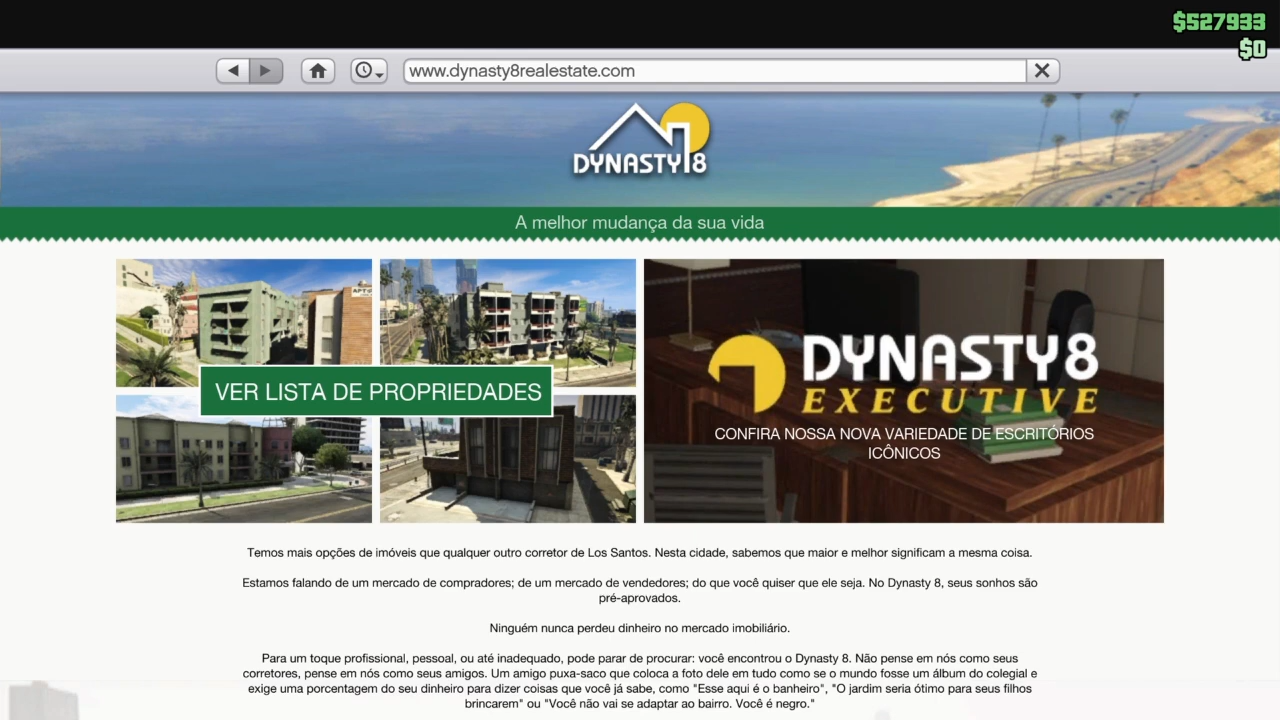 $527933
$0
www.dynasty8realestate.com
DYNASTY 8
A melhor mudança da sua vida
VER LISTA DE PROPRIEDADES
DYNASTY 8
EXECUTIVE
CONFIRA NOSSA NOVA VARIEDADE DE ESCRITÓRIOS
ICÔNICOS
Temos mais opções de imóveis que qualquer outro corretor de Los Santos. Nesta cidade, sabemos que maior e melhor significam a mesma coisa.
Estamos falando de um mercado de compradores; de um mercado de vendedores; do que você quiser que ele seja. No Dynasty 8, seus sonhos são
pré-aprovados.
Ninguém nunca perdeu dinheiro no mercado imobiliário.
Para um toque profissional, pessoal, ou até inadequado, pode parar de procurar: você encontrou o Dynasty 8. Não pense em nós como seus
corretores, pense em nós como seus amigos. Um amigo puxa-saco que coloca a foto dele em tudo como se o mundo fosse um álbum do colegial e
exige uma porcentagem do seu dinheiro para dizer coisas que você já sabe, como "Esse aqui é o banheiro", "O jardim seria ótimo para seus filhos
brincarem" ou "Você não vai se adaptar ao bairro. Você é negro."